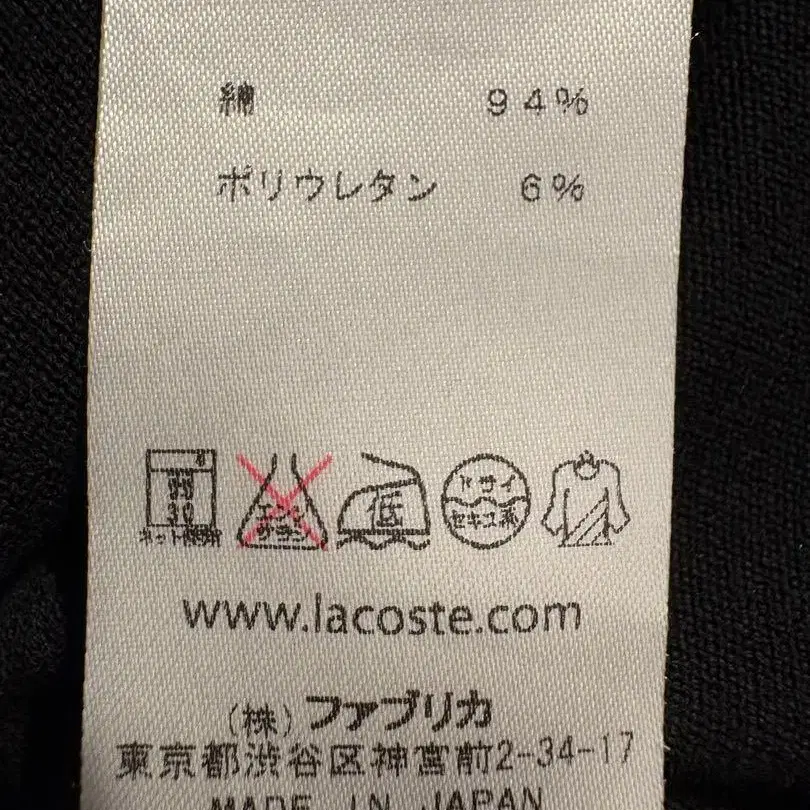 綿 94%
ポリウレタン 6%
弱 30 エンソ サラシ 低 ドライ セキユ系
ネット使用
www.lacoste.com
(株)ファブリカ
東京都渋谷区神宮前2-34-17
MADE IN JAPAN